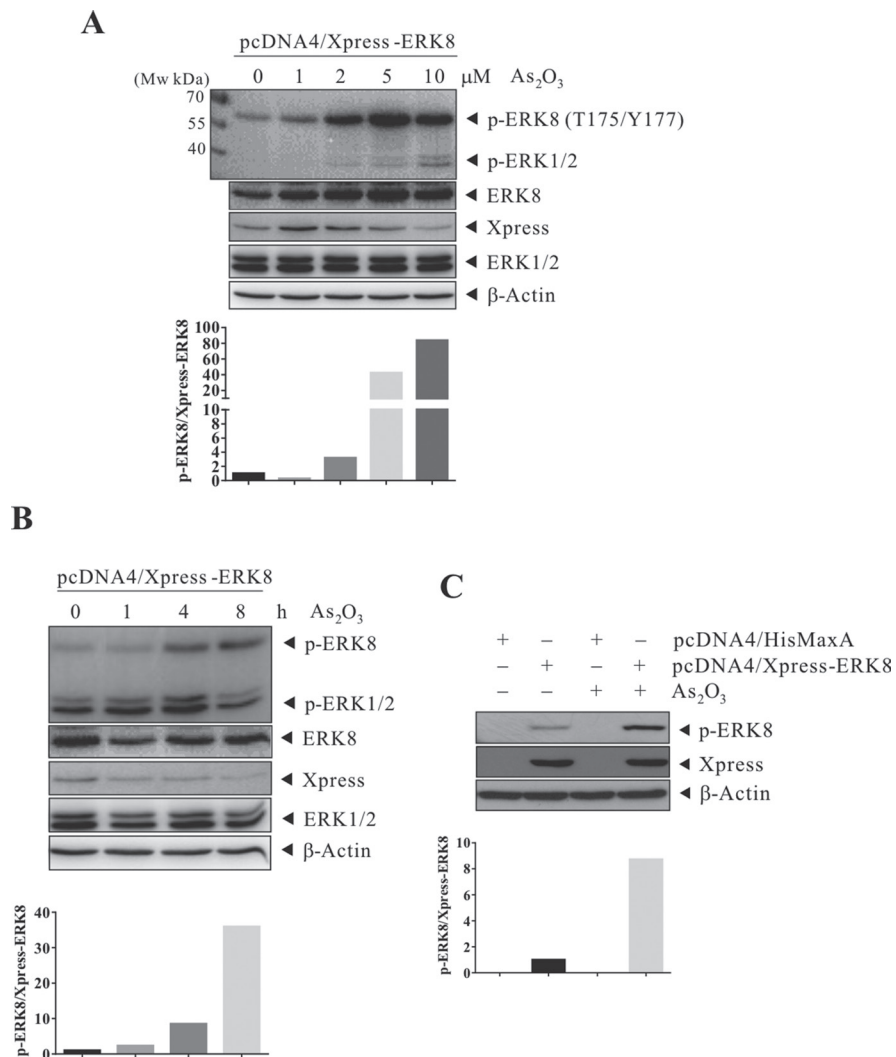 A
pcDNA4/Xpress-ERK8
(Mw kDa) 0 1 2 5 10 μM As₂O₃
70
55
40
p-ERK8 (T175/Y177)
p-ERK1/2
ERK8
Xpress
ERK1/2
β-Actin
p-ERK8/Xpress-ERK8
100
80
60
40
20
10
8
6
4
2
0
B
pcDNA4/Xpress-ERK8
0 1 4 8 h As₂O₃
p-ERK8
p-ERK1/2
ERK8
Xpress
ERK1/2
β-Actin
p-ERK8/Xpress-ERK8
40
30
20
10
0
C
+ – + – pcDNA4/HisMaxA
– + – + pcDNA4/Xpress-ERK8
– – + + As₂O₃
p-ERK8
Xpress
β-Actin
p-ERK8/Xpress-ERK8
10
8
6
4
2
0